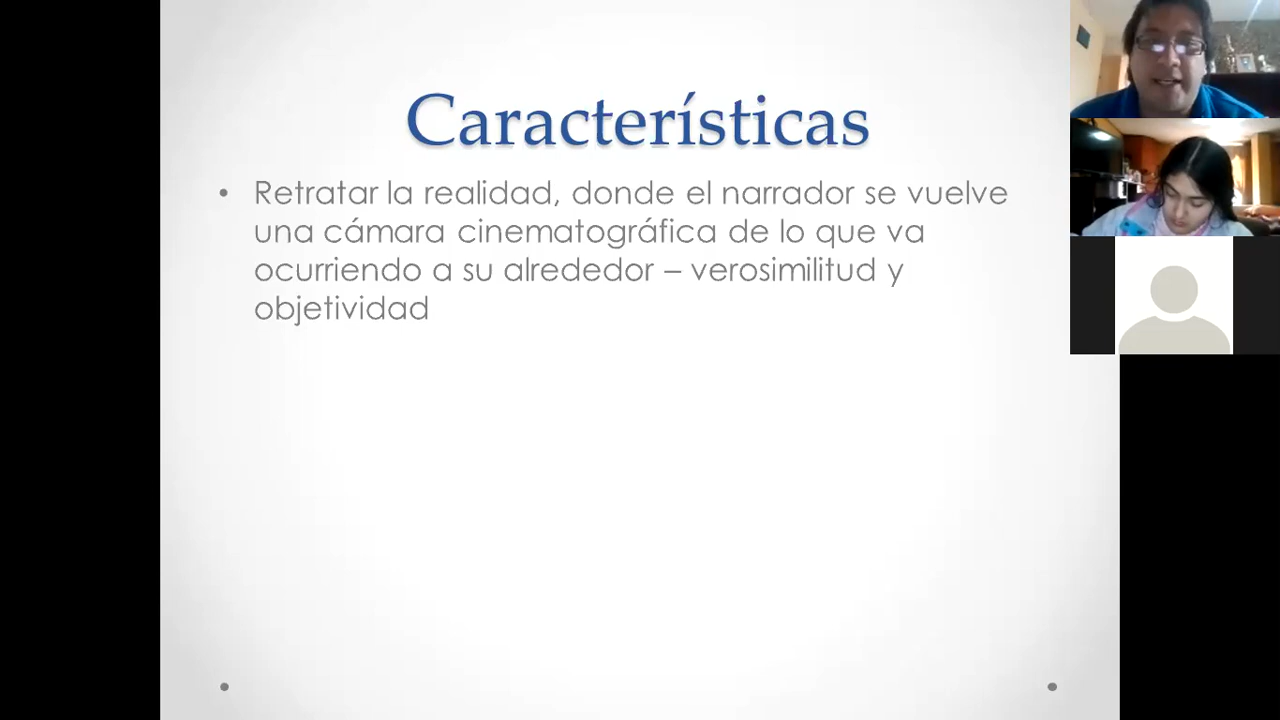 Características
• Retratar la realidad, donde el narrador se vuelve
una cámara cinematográfica de lo que va
ocurriendo a su alrededor – verosimilitud y
objetividad